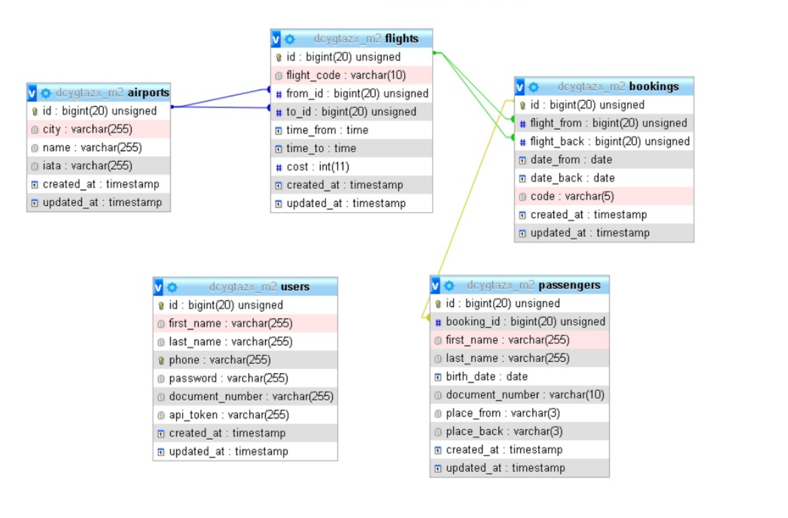 dcygtazx_m2 flights
id : bigint(20) unsigned
flight_code : varchar(10)
from_id : bigint(20) unsigned
to_id : bigint(20) unsigned
time_from : time
time_to : time
cost : int(11)
created_at : timestamp
updated_at : timestamp
dcygtazx_m2 airports
id : bigint(20) unsigned
city : varchar(255)
name : varchar(255)
iata : varchar(255)
created_at : timestamp
updated_at : timestamp
dcygtazx_m2 bookings
id : bigint(20) unsigned
flight_from : bigint(20) unsigned
flight_back : bigint(20) unsigned
date_from : date
date_back : date
code : varchar(5)
created_at : timestamp
updated_at : timestamp
dcygtazx_m2 users
id : bigint(20) unsigned
first_name : varchar(255)
last_name : varchar(255)
phone : varchar(255)
password : varchar(255)
document_number : varchar(255)
api_token : varchar(255)
created_at : timestamp
updated_at : timestamp
dcygtazx_m2 passengers
id : bigint(20) unsigned
booking_id : bigint(20) unsigned
first_name : varchar(255)
last_name : varchar(255)
birth_date : date
document_number : varchar(10)
place_from : varchar(3)
place_back : varchar(3)
created_at : timestamp
updated_at : timestamp